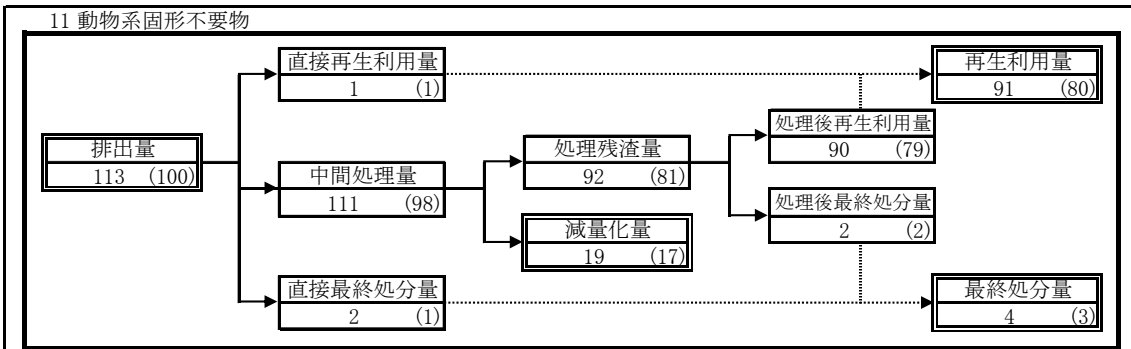 11 動物系固形不要物
直接再生利用量
1 (1)
再生利用量
91 (80)
排出量
113 (100)
中間処理量
111 (98)
処理残渣量
92 (81)
処理後再生利用量
90 (79)
減量化量
19 (17)
処理後最終処分量
2 (2)
直接最終処分量
2 (1)
最終処分量
4 (3)